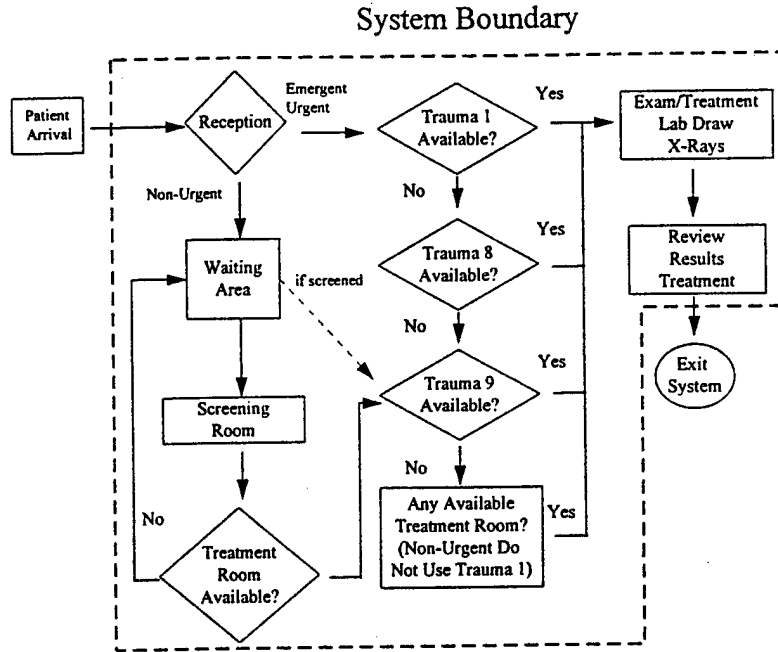 System Boundary
Patient
Arrival
Reception
Emergent
Urgent
Trauma 1
Available?
Yes
Exam/Treatment
Lab Draw
X-Rays
Non-Urgent
No
Waiting
Area
if screened
Trauma 8
Available?
Yes
Review
Results
Treatment
No
Trauma 9
Available?
Yes
Exit
System
Screening
Room
No
Any Available
Treatment Room?
(Non-Urgent Do
Not Use Trauma 1)
Yes
No
Treatment
Room
Available?